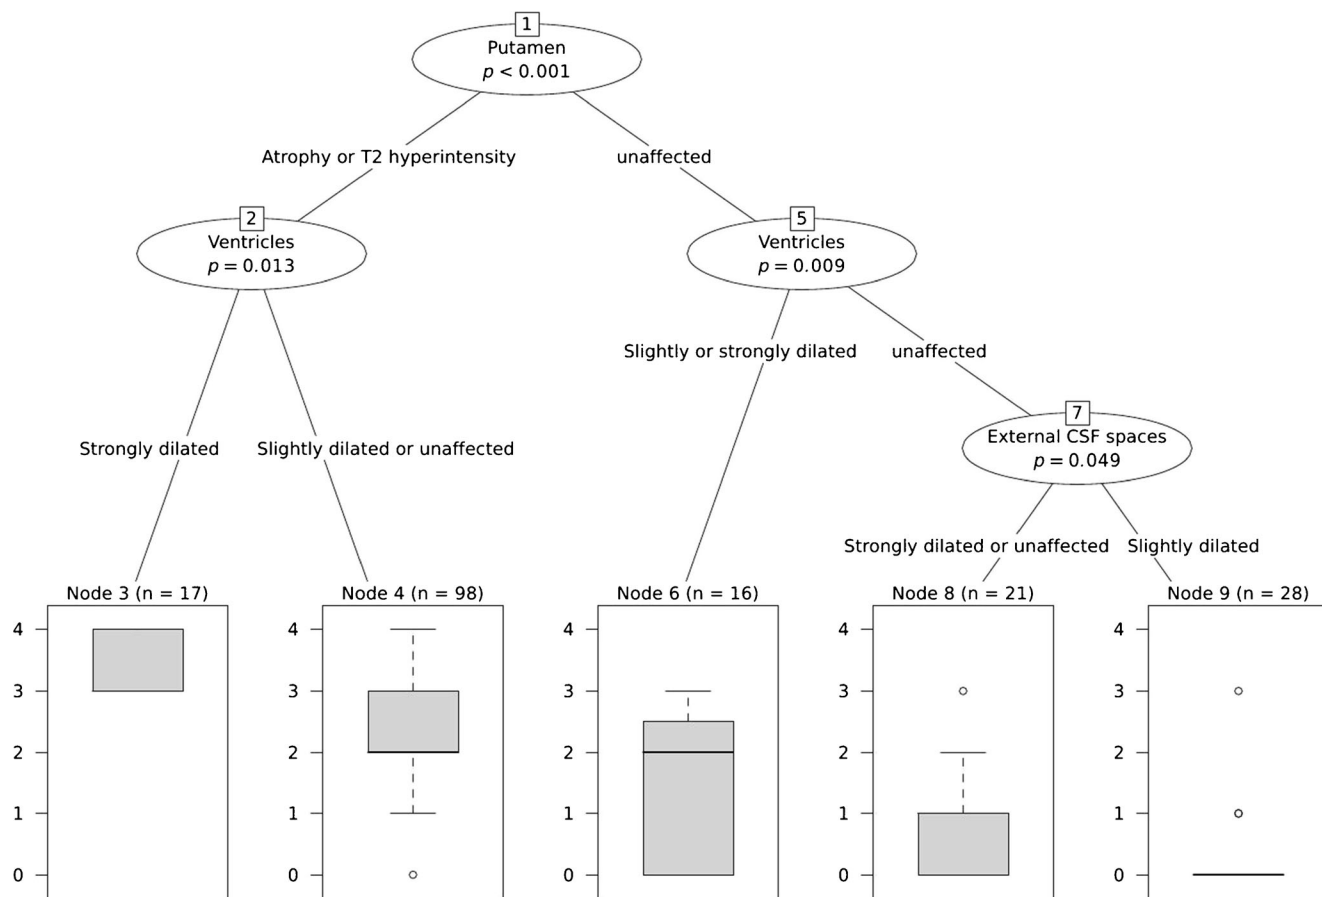 1
Putamen
p < 0.001
Atrophy or T2 hyperintensity
unaffected
2
Ventricles
p = 0.013
5
Ventricles
p = 0.009
Slightly or strongly dilated
unaffected
7
External CSF spaces
p = 0.049
Strongly dilated
Slightly dilated or unaffected
Strongly dilated or unaffected
Slightly dilated
Node 3 (n = 17)
4
3
2
1
0
Node 4 (n = 98)
4
3
2
1
0
Node 6 (n = 16)
4
3
2
1
0
Node 8 (n = 21)
4
3
2
1
0
Node 9 (n = 28)
4
3
2
1
0